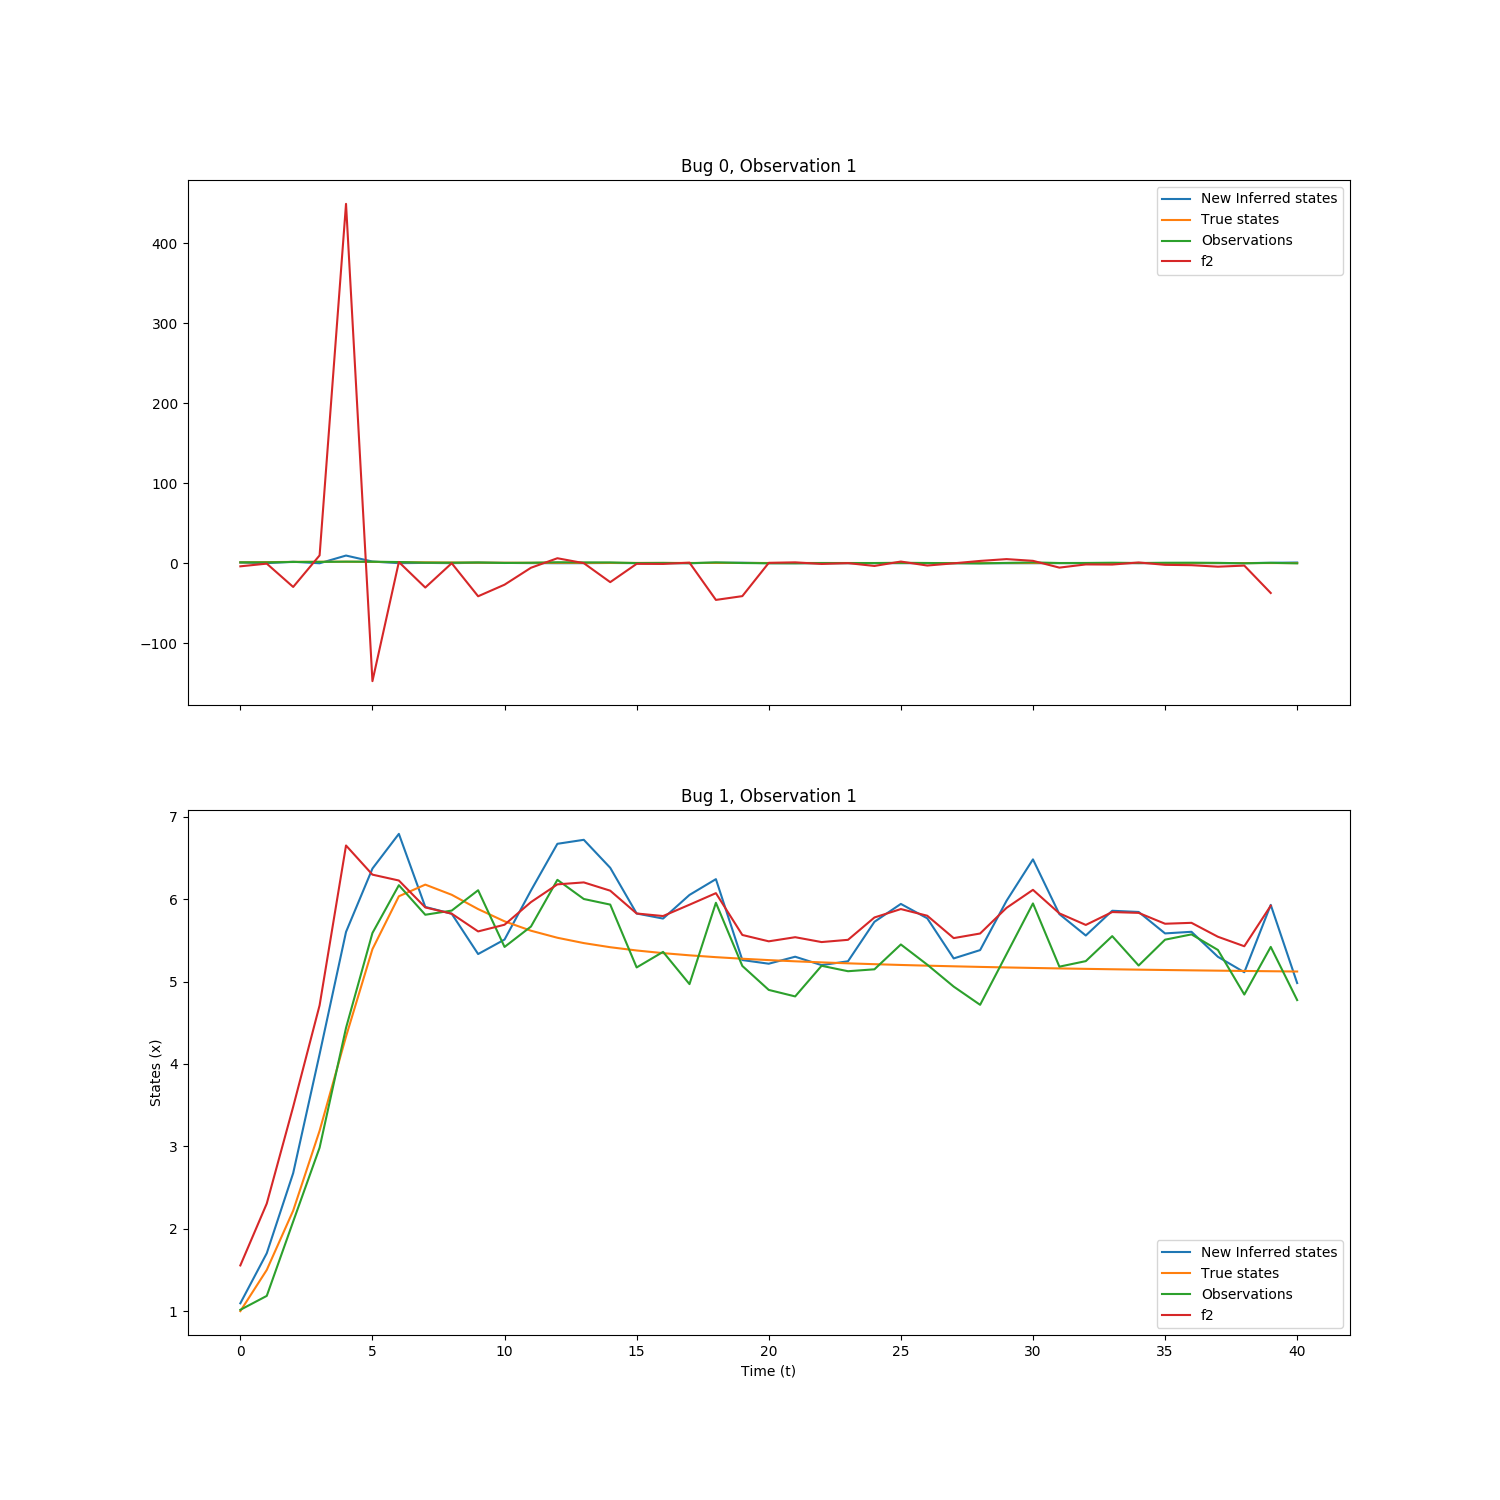 Bug 0, Observation 1
New Inferred states
True states
Observations
f2
400
300
200
100
0
−100
Bug 1, Observation 1
7
6
5
4
3
2
1
States (x)
New Inferred states
True states
Observations
f2
0 5 10 15 20 25 30 35 40
Time (t)